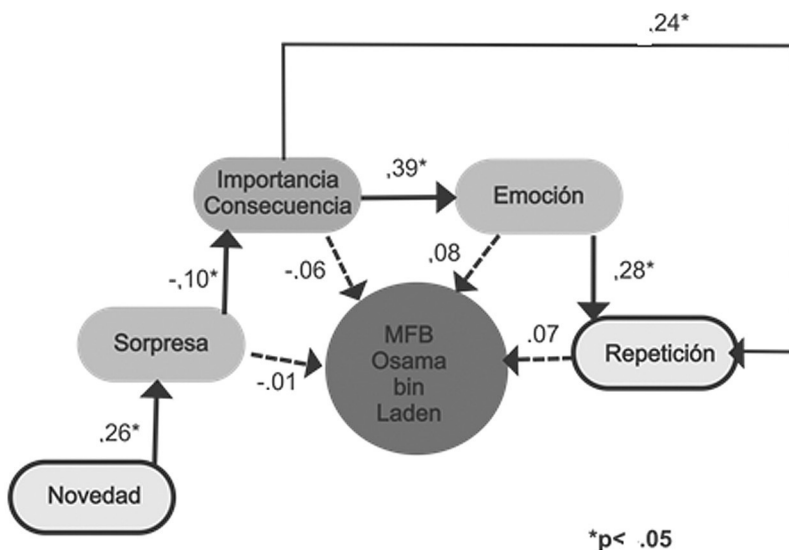 .24*
Importancia
Consecuencia
,39*
Emoción
-,10*
-.06
,08
,28*
Sorpresa
-.01
MFB
Osama
bin
Laden
.07
Repetición
,26*
Novedad
*p< .05